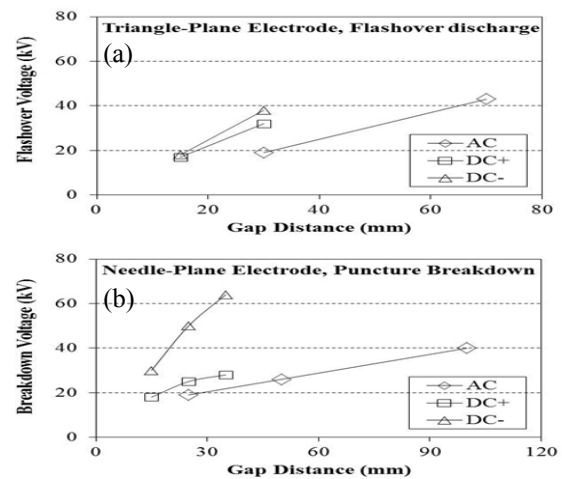 Triangle-Plane Electrode, Flashover discharge
(a)
Flashover Voltage (kV)
80
60
40
20
0
AC
DC+
DC-
0 20 40 60 80
Gap Distance (mm)
Needle-Plane Electrode, Puncture Breakdown
(b)
Breakdown Voltage (kV)
80
60
40
20
0
AC
DC+
DC-
0 30 60 90 120
Gap Distance (mm)